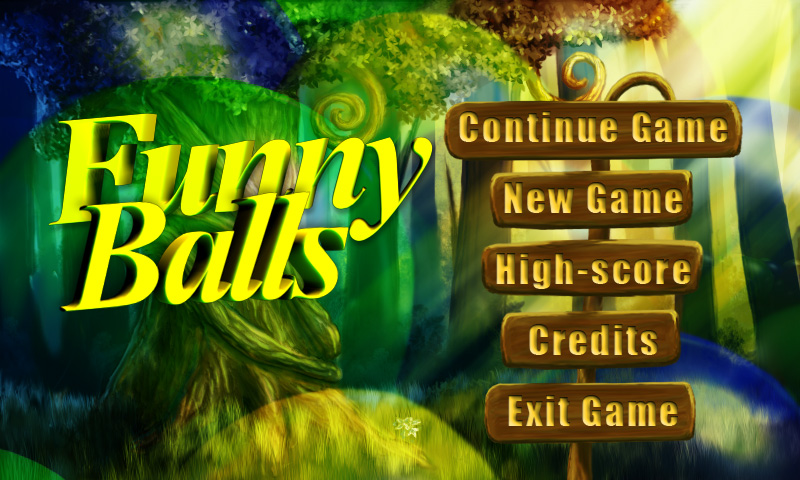 Funny
Balls
Continue Game
New Game
High-score
Credits
Exit Game